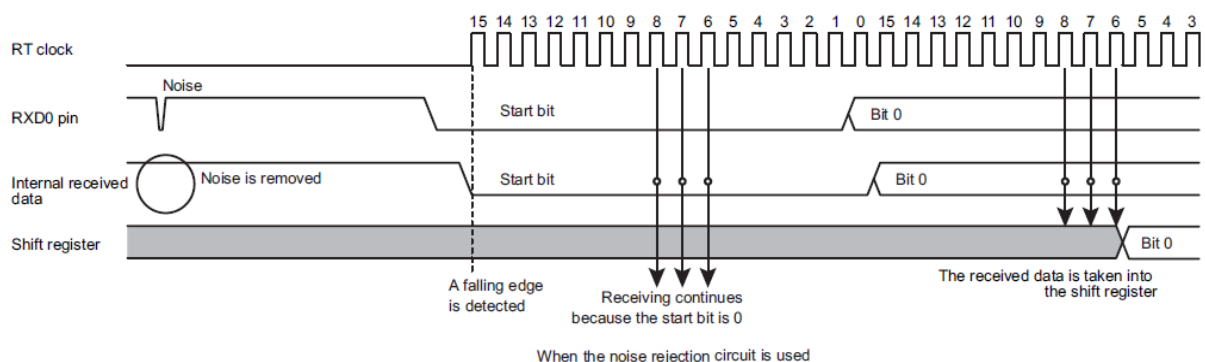 15 14 13 12 11 10 9 8 7 6 5 4 3 2 1 0 15 14 13 12 11 10 9 8 7 6 5 4 3
RT clock
Noise
RXD0 pin
Start bit
Bit 0
Internal received
data
Noise is removed
Start bit
Bit 0
Shift register
Bit 0
A falling edge
is detected
Receiving continues
because the start bit is 0
The received data is taken into
the shift register
When the noise rejection circuit is used